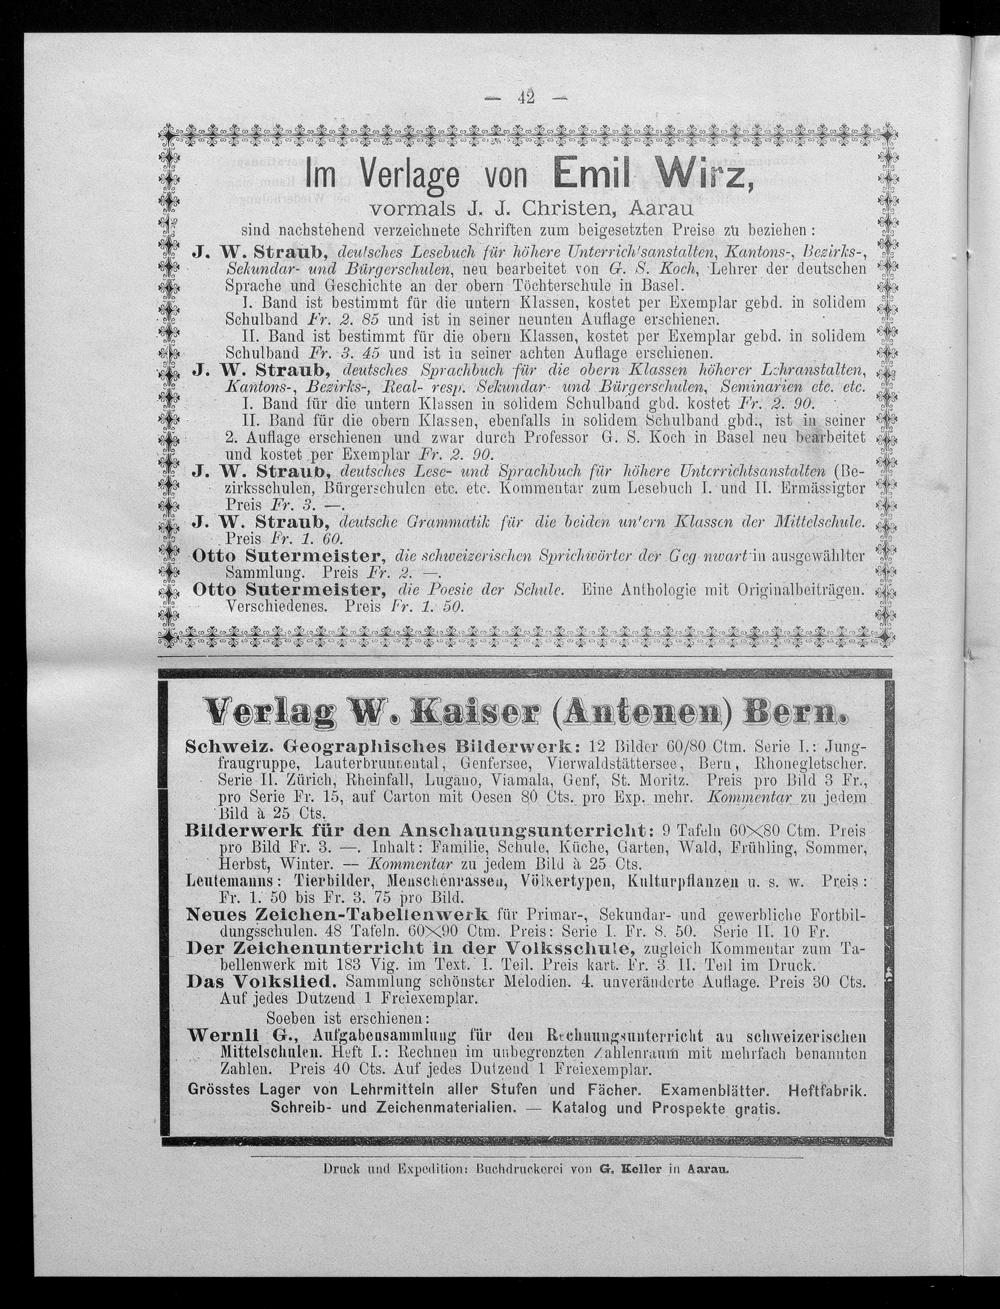 — 42 —
Im Verlage von Emil Wirz,
vormals J. J. Christen, Aarau
sind nachstehend verzeichnete Schriften zum beigesetzten Preise zu beziehen:
J. W. Straub, deutsches Lesebuch für höhere Unterrich'sanstalten, Kantons-, Bezirks-,
Sekundar- und Bürgerschulen, neu bearbeitet von G. S. Koch, Lehrer der deutschen
Sprache und Geschichte an der obern Töchterschule in Basel.
I. Band ist bestimmt für die untern Klassen, kostet per Exemplar gebd. in solidem
Schulband Fr. 2. 85 und ist in seiner neunten Auflage erschienen.
II. Band ist bestimmt für die obern Klassen, kostet per Exemplar gebd. in solidem
Schulband Fr. 3. 45 und ist in seiner achten Auflage erschienen.
J. W. Straub, deutsches Sprachbuch für die obern Klassen höherer Lehranstalten,
Kantons-, Bezirks-, Real- resp. Sekundar- und Bürgerschulen, Seminarien etc. etc.
I. Band für die untern Klassen in solidem Schulband gbd. kostet Fr. 2. 90.
II. Band für die obern Klassen, ebenfalls in solidem Schulband gbd., ist in seiner
2. Auflage erschienen und zwar durch Professor G. S. Koch in Basel neu bearbeitet
und kostet per Exemplar Fr. 2. 90.
J. W. Straub, deutsches Lese- und Sprachbuch für höhere Unterrichtsanstalten (Be-
zirksschulen, Bürgerschulen etc. etc. Kommentar zum Lesebuch I. und II. Ermässigter
Preis Fr. 3. —.
J. W. Straub, deutsche Grammatik für die beiden un'ern Klassen der Mittelschule.
Preis Fr. 1. 60.
Otto Sutermeister, die schweizerischen Sprichwörter der Geg nwart in ausgewählter
Sammlung. Preis Fr. 2. —.
Otto Sutermeister, die Poesie der Schule. Eine Anthologie mit Originalbeiträgen.
Verschiedenes. Preis Fr. 1. 50.
Verlag W. Kaiser (Antenen) Bern.
Schweiz. Geographisches Bilderwerk: 12 Bilder 60/80 Ctm. Serie I.: Jung-
fraugruppe, Lauterbrunnental, Genfersee, Vierwaldstättersee, Bern, Rhonegletscher.
Serie II. Zürich, Rheinfall, Lugano, Viamala, Genf, St. Moritz. Preis pro Bild 3 Fr.,
pro Serie Fr. 15, auf Carton mit Oesen 80 Cts. pro Exp. mehr. Kommentar zu jedem
Bild à 25 Cts.
Bilderwerk für den Anschauungsunterricht: 9 Tafeln 60×80 Ctm. Preis
pro Bild Fr. 3. —. Inhalt: Familie, Schule, Küche, Garten, Wald, Frühling, Sommer,
Herbst, Winter. — Kommentar zu jedem Bild à 25 Cts.
Leutemanns: Tierbilder, Menschenrassen, Völkertypen, Kulturpflanzen u. s. w. Preis:
Fr. 1. 50 bis Fr. 3. 75 pro Bild.
Neues Zeichen-Tabellenwerk für Primar-, Sekundar- und gewerbliche Fortbil-
dungsschulen. 48 Tafeln. 60×90 Ctm. Preis: Serie I. Fr. 8. 50. Serie II. 10 Fr.
Der Zeichenunterricht in der Volksschule, zugleich Kommentar zum Ta-
bellenwerk mit 183 Vig. im Text. I. Teil. Preis kart. Fr. 3 II. Teil im Druck.
Das Volkslied. Sammlung schönster Melodien. 4. unveränderte Auflage. Preis 30 Cts.
Auf jedes Dutzend 1 Freiexemplar.
Soeben ist erschienen:
Wernli G., Aufgabensammlung für den Rechnungsunterricht an schweizerischen
Mittelschulen. Heft I.: Rechnen im unbegrenzten Zahlenraum mit mehrfach benannten
Zahlen. Preis 40 Cts. Auf jedes Dutzend 1 Freiexemplar.
Grösstes Lager von Lehrmitteln aller Stufen und Fächer. Examenblätter. Heftfabrik.
Schreib- und Zeichenmaterialien. — Katalog und Prospekte gratis.
Druck und Expedition: Buchdruckerei von G. Keller in Aarau.